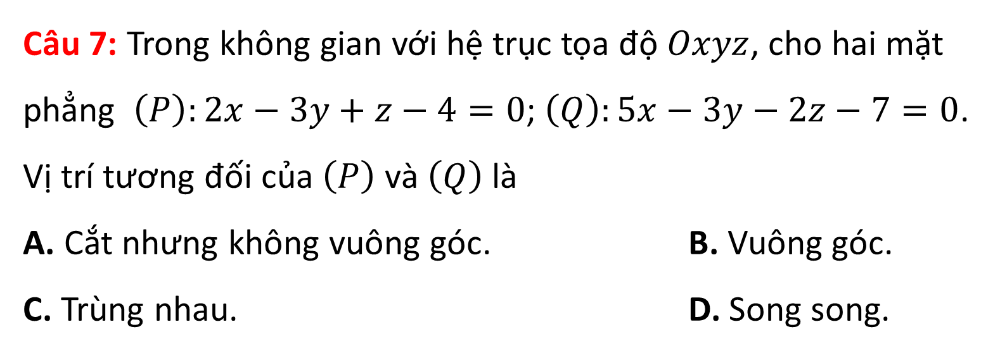 Câu 7: Trong không gian với hệ trục tọa độ Oxyz, cho hai mặt
phẳng (P): 2x − 3y + z − 4 = 0; (Q): 5x − 3y − 2z − 7 = 0.
Vị trí tương đối của (P) và (Q) là
A. Cắt nhưng không vuông góc. B. Vuông góc.
C. Trùng nhau. D. Song song.